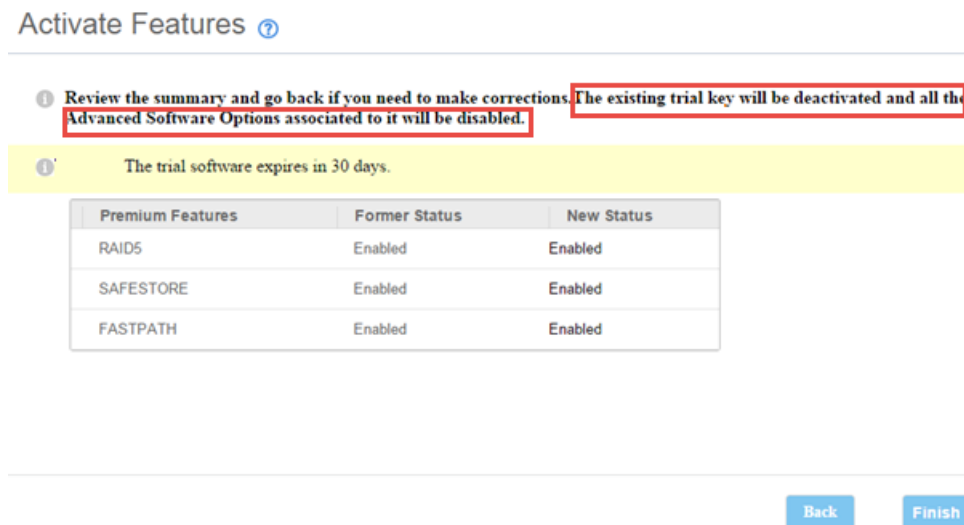 Activate Features
Review the summary and go back if you need to make corrections. The existing trial key will be deactivated and all the
Advanced Software Options associated to it will be disabled.
The trial software expires in 30 days.
Premium Features Former Status New Status
RAID5 Enabled Enabled
SAFESTORE Enabled Enabled
FASTPATH Enabled Enabled
Back Finish